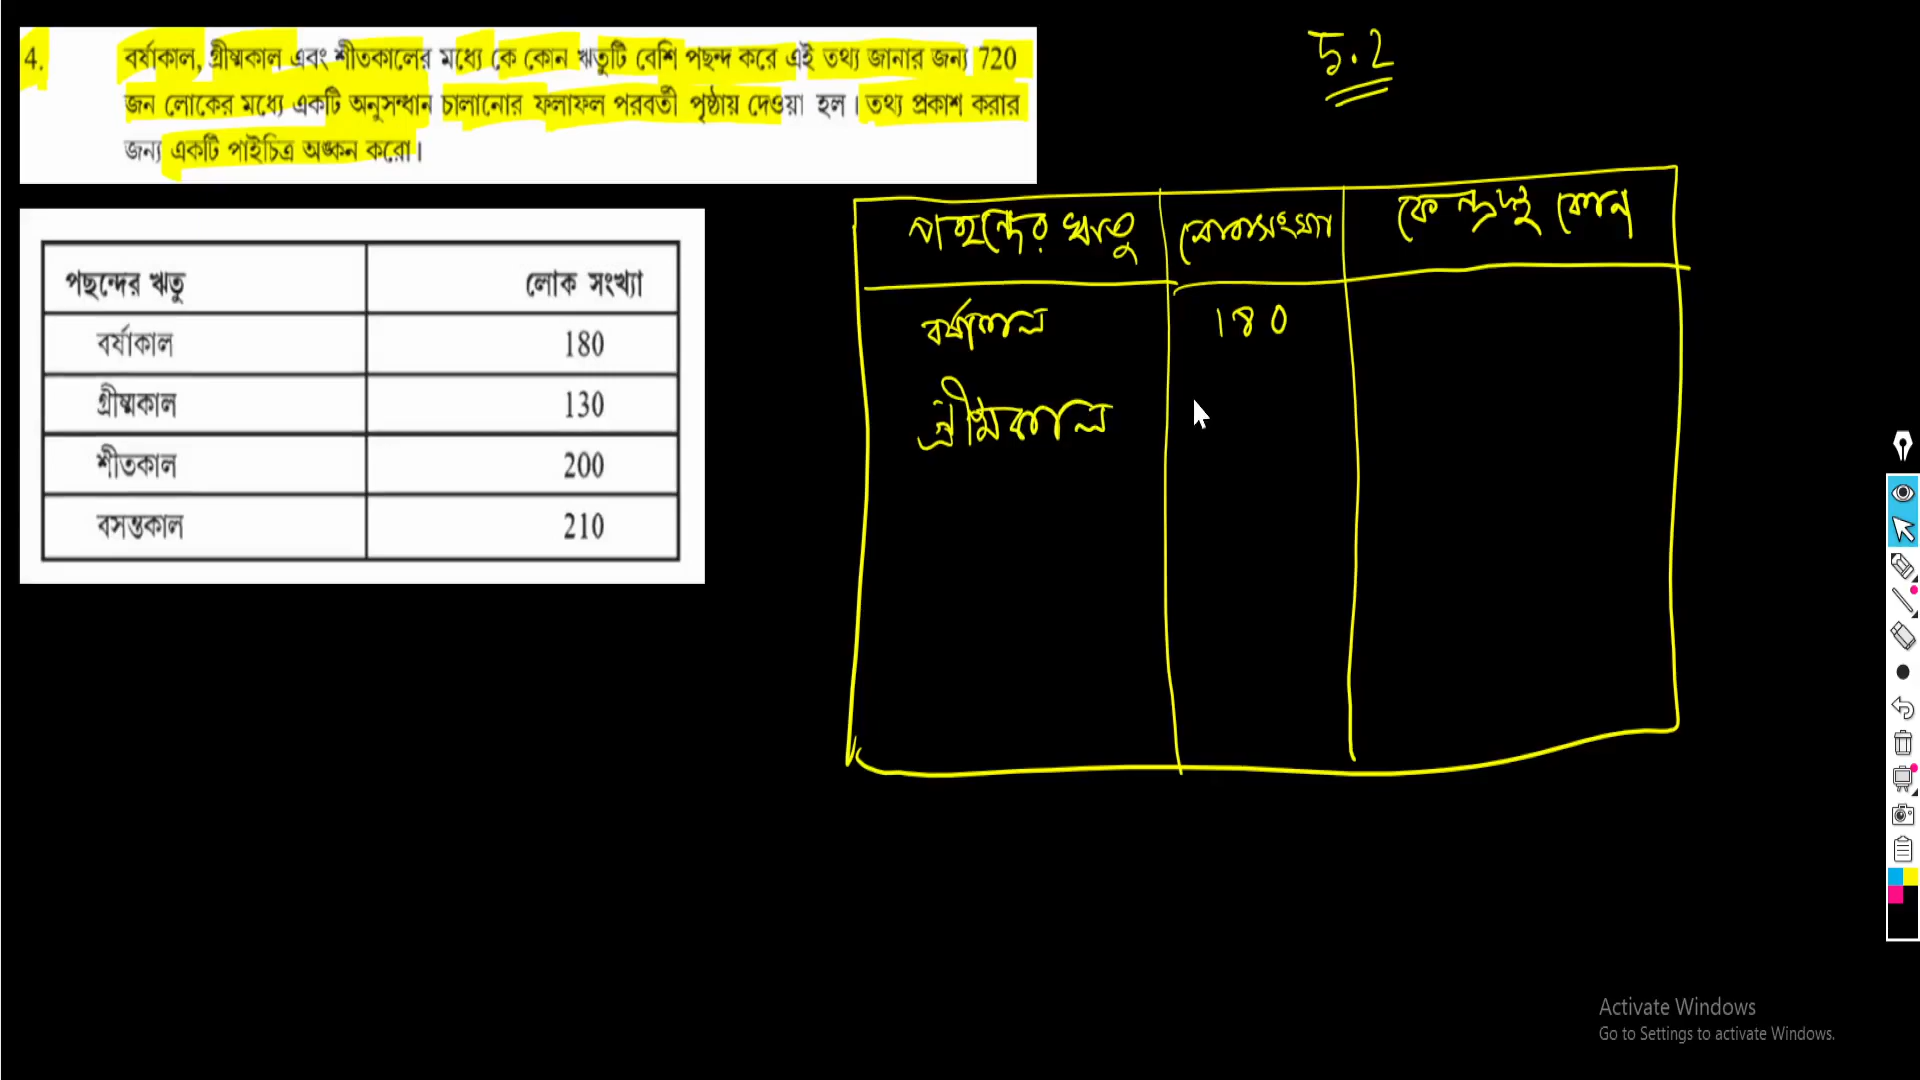 4. বর্ষাকাল, গ্রীষ্মকাল এবং শীতকালের মধ্যে কে কোন ঋতুটি বেশি পছন্দ করে এই তথ্য জানার জন্য 720
জন লোকের মধ্যে একটি অনুসন্ধান চালানোর ফলাফল পরবর্তী পৃষ্ঠায় দেওয়া হল। তথ্য প্রকাশ করার
জন্য একটি পাইচিত্র অঙ্কন করো।
5.2
পছন্দের ঋতু লোক সংখ্যা
বর্ষাকাল 180
গ্রীষ্মকাল 130
শীতকাল 200
বসন্তকাল 210
পছন্দের ঋতু লোকসংখ্যা কেন্দ্রস্থ কোন
বর্ষাকাল 180
গ্রীষ্মকাল
Activate Windows
Go to Settings to activate Windows.